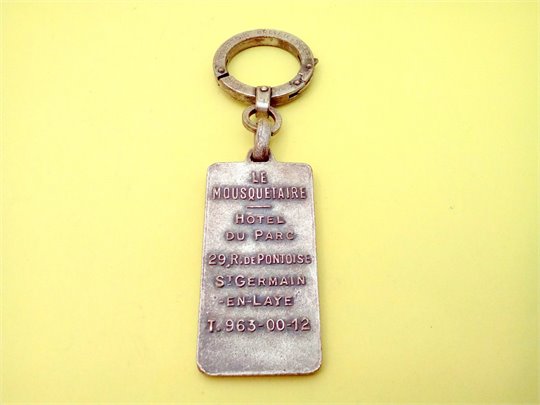 LE
MOUSQUETAIRE
HÔTEL
DU PARC
29, R. DE PONTOISE
ST GERMAIN
-EN-LAYE
T. 963-00-12